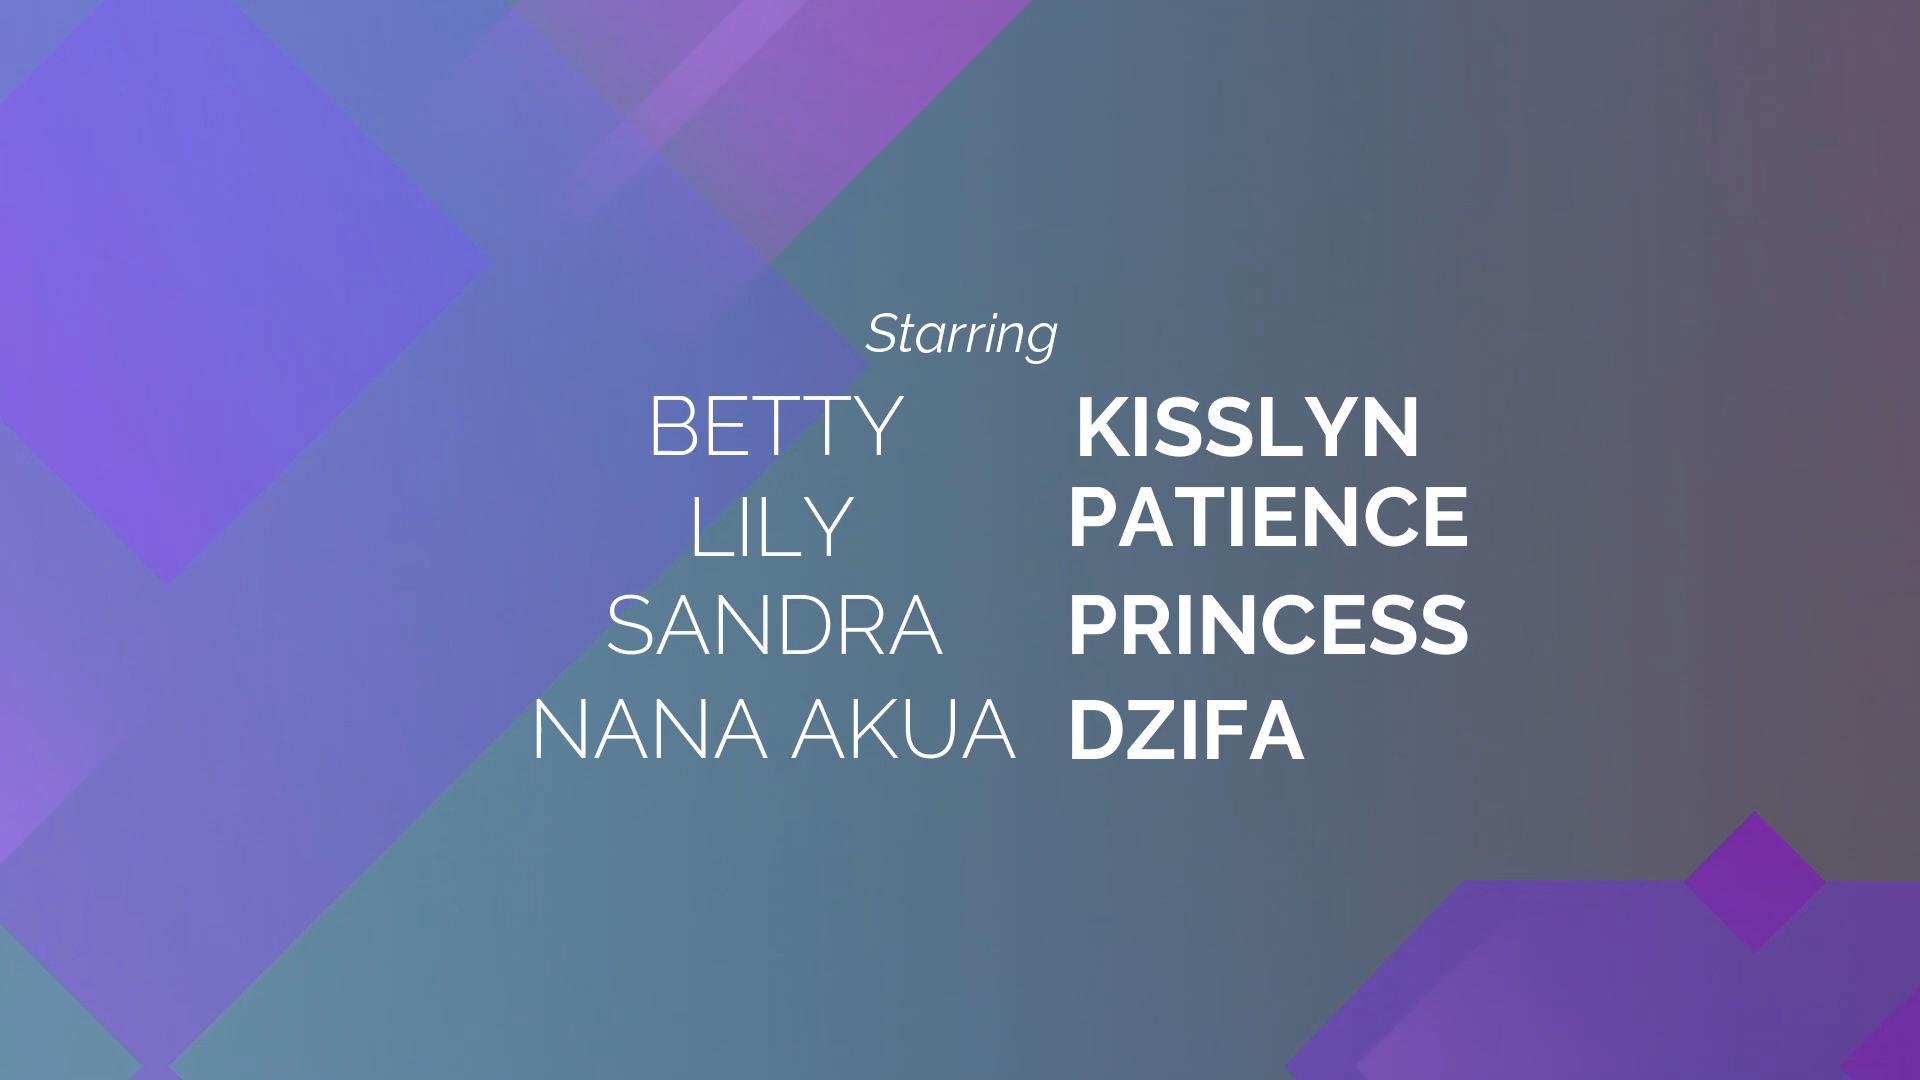 Starring
BETTY KISSLYN
LILY PATIENCE
SANDRA PRINCESS
NANA AKUA DZIFA